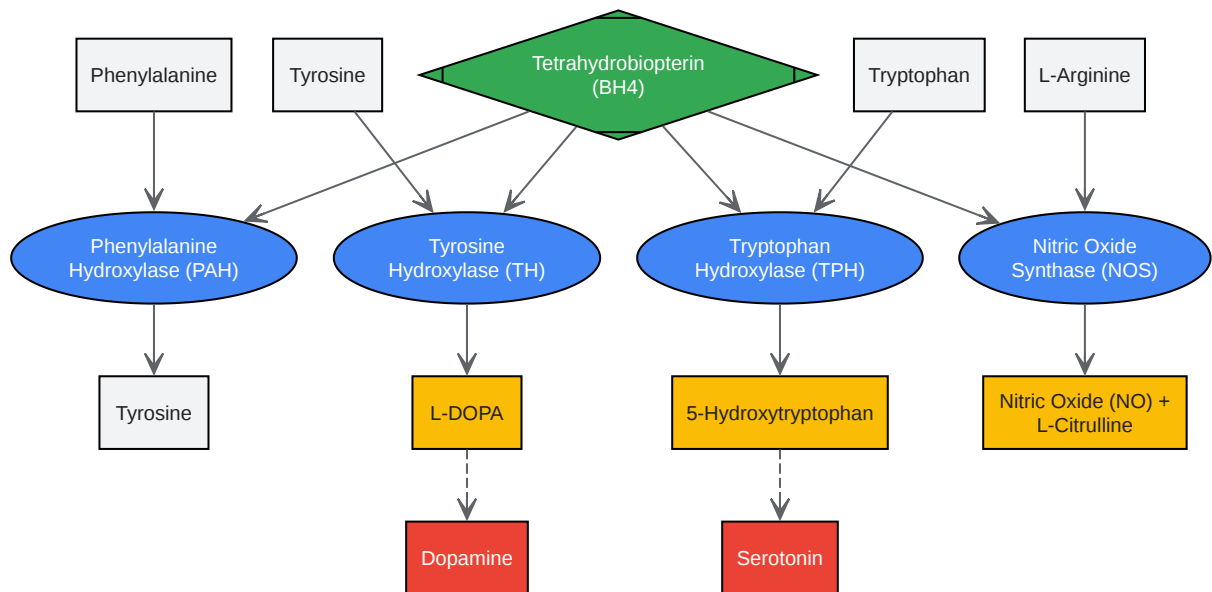 Phenylalanine
Tyrosine
Tetrahydrobiopterin
(BH4)
Tryptophan
L-Arginine
Phenylalanine
Hydroxylase (PAH)
Tyrosine
Hydroxylase (TH)
Tryptophan
Hydroxylase (TPH)
Nitric Oxide
Synthase (NOS)
Tyrosine
L-DOPA
5-Hydroxytryptophan
Nitric Oxide (NO) +
L-Citrulline
Dopamine
Serotonin